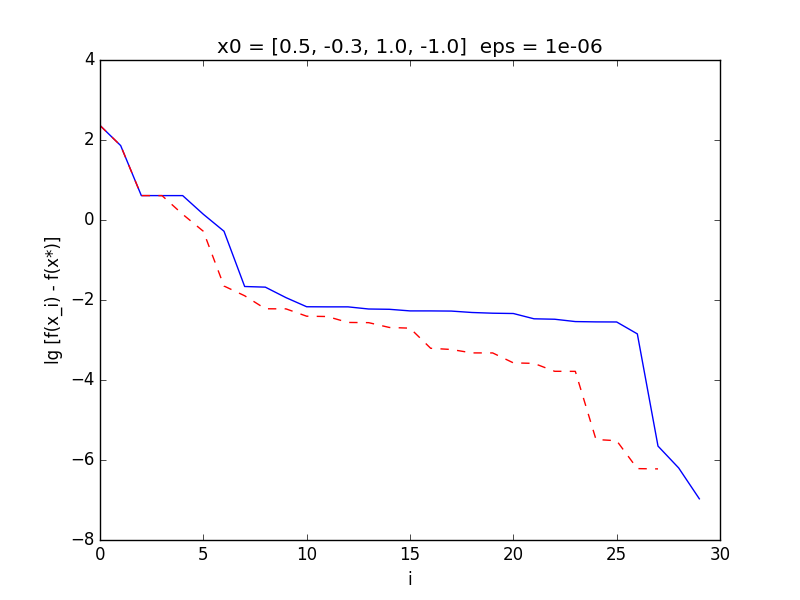 x0 = [0.5, -0.3, 1.0, -1.0]  eps = 1e-06
4
2
0
−2
−4
−6
−8
lg [f(x_i) - f(x*)]
0 5 10 15 20 25 30
i